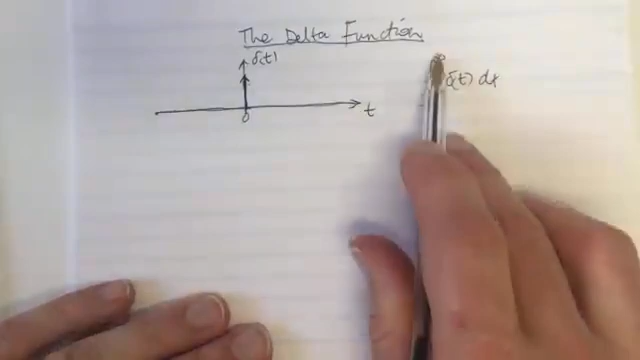 The Delta Function
δ(t)
δ(t) dt
0
t